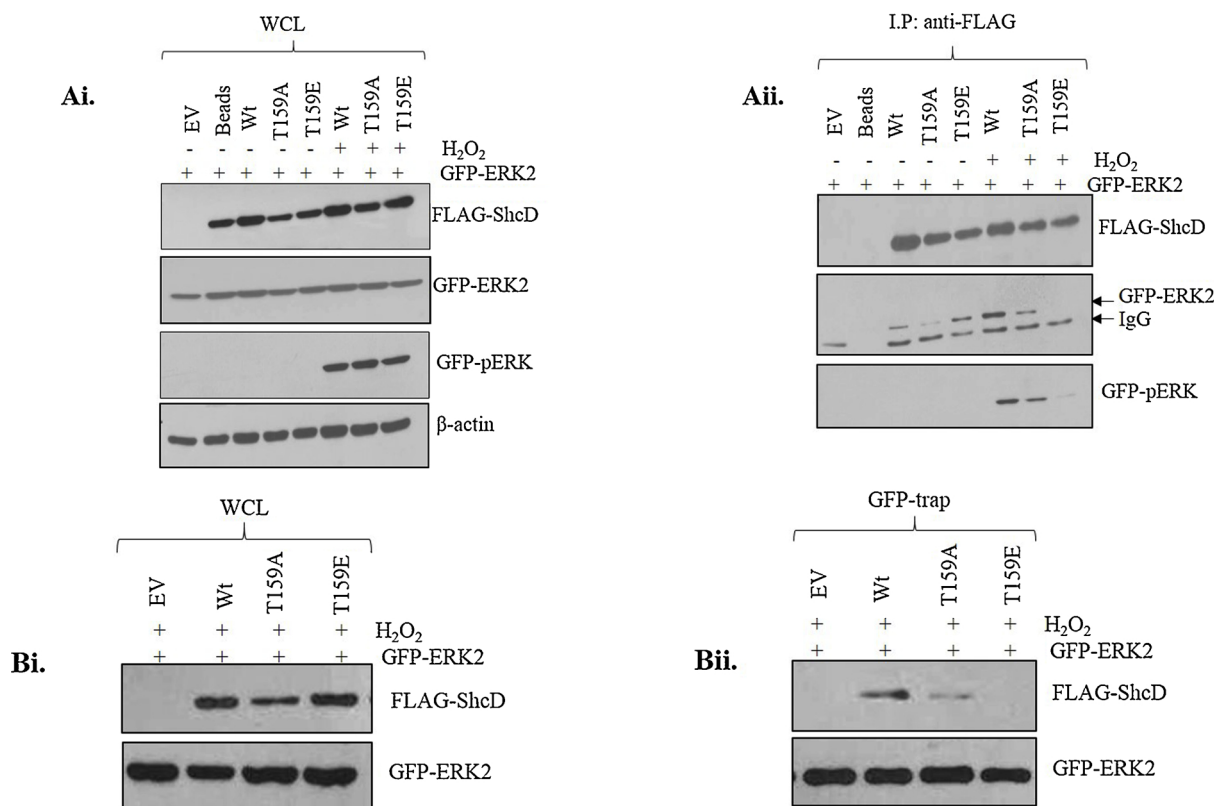 WCL
Ai.
EV Beads Wt T159A T159E Wt T159A T159E
- - - - - + + + H₂O₂
+ + + + + + + + GFP-ERK2
FLAG-ShcD
GFP-ERK2
GFP-pERK
β-actin
I.P: anti-FLAG
Aii.
EV Beads Wt T159A T159E Wt T159A T159E
- - - - - + + + H₂O₂
+ + + + + + + + GFP-ERK2
FLAG-ShcD
GFP-ERK2
IgG
GFP-pERK
WCL
Bi.
EV Wt T159A T159E
+ + + + H₂O₂
+ + + + GFP-ERK2
FLAG-ShcD
GFP-ERK2
GFP-trap
Bii.
EV Wt T159A T159E
+ + + + H₂O₂
+ + + + GFP-ERK2
FLAG-ShcD
GFP-ERK2